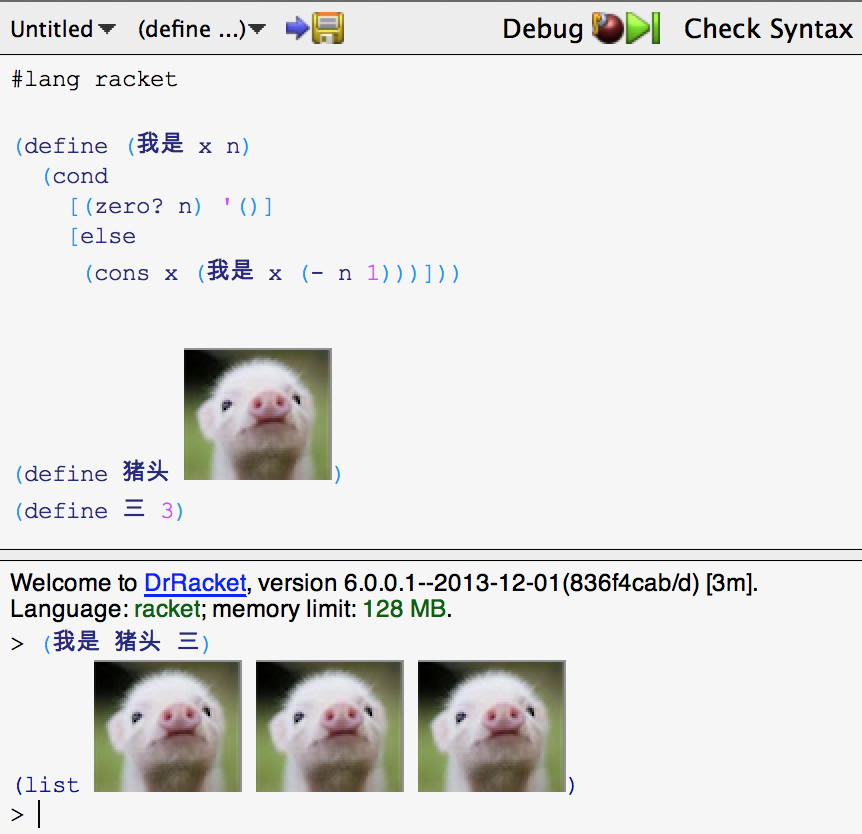 Untitled (define ...) Debug Check Syntax
#lang racket
(define (我是 x n)
(cond
[(zero? n) '()]
[else
(cons x (我是 x (- n 1)))]))
(define 猪头 )
(define 三 3)
Welcome to DrRacket, version 6.0.0.1--2013-12-01(836f4cab/d) [3m].
Language: racket; memory limit: 128 MB.
> (我是 猪头 三)
(list )
>